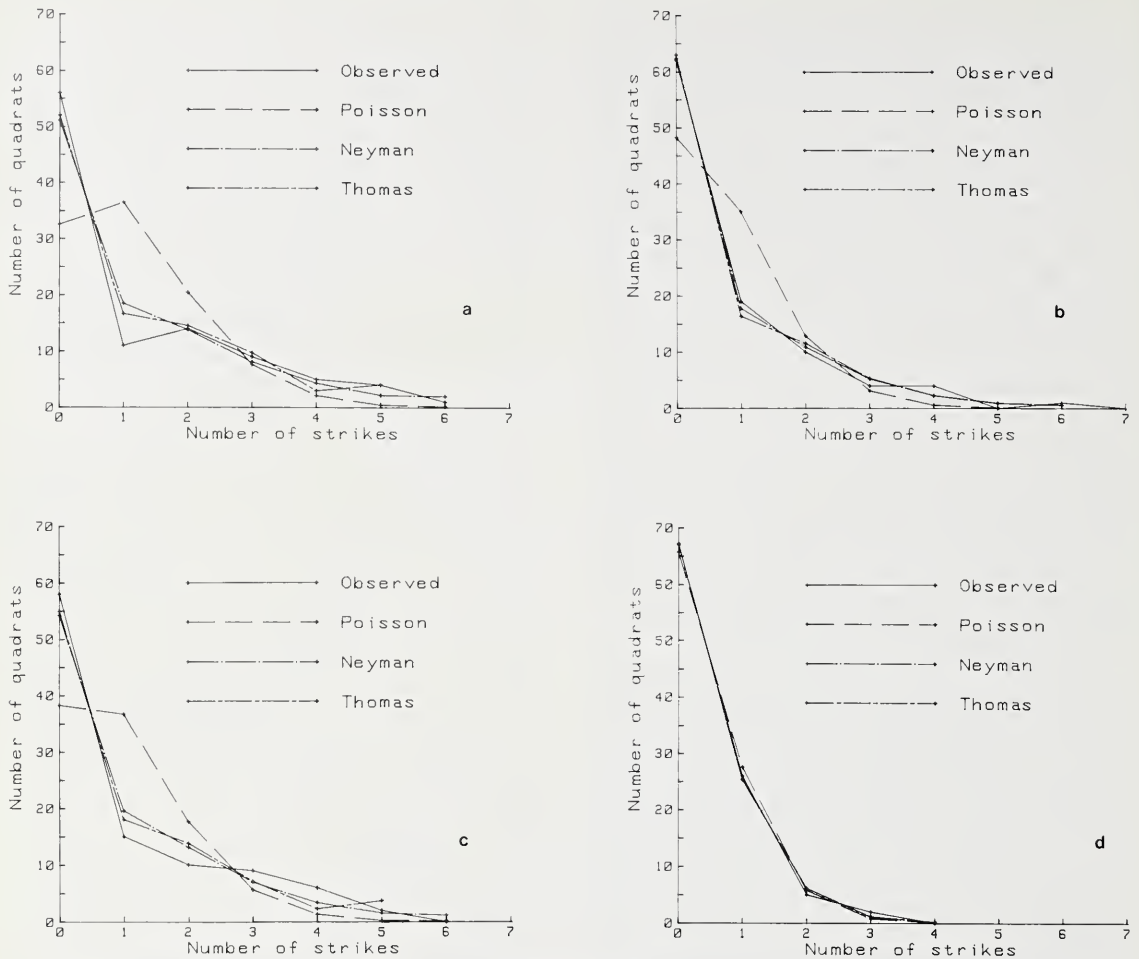 70
60
50
40
30
20
10
0
Number of quadrats
Observed
Poisson
Neyman
Thomas
a
0 1 2 3 4 5 6 7
Number of strikes
70
60
50
40
30
20
10
0
Number of quadrats
Observed
Poisson
Neyman
Thomas
b
0 1 2 3 4 5 6 7
Number of strikes
70
60
50
40
30
20
10
0
Number of quadrats
Observed
Poisson
Neyman
Thomas
c
0 1 2 3 4 5 6 7
Number of strikes
70
60
50
40
30
20
10
0
Number of quadrats
Observed
Poisson
Neyman
Thomas
d
0 1 2 3 4 5 6 7
Number of strikes